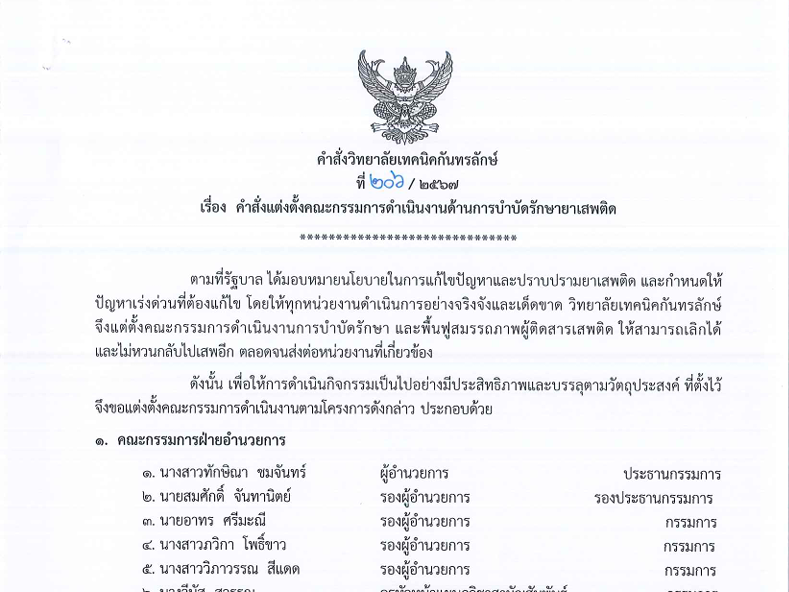 คำสั่งวิทยาลัยเทคนิคกันทรลักษ์
ที่ ๒๐๖ / ๒๕๖๗
เรื่อง คำสั่งแต่งตั้งคณะกรรมการดำเนินงานด้านการบำบัดรักษายาเสพติด
******************************
ตามที่รัฐบาล ได้มอบหมายนโยบายในการแก้ไขปัญหาและปราบปรามยาเสพติด และกำหนดให้
ปัญหาเร่งด่วนที่ต้องแก้ไข โดยให้ทุกหน่วยงานดำเนินการอย่างจริงจังและเด็ดขาด วิทยาลัยเทคนิคกันทรลักษ์
จึงแต่ตั้งคณะกรรมการดำเนินงานการบำบัดรักษา และฟื้นฟูสมรรถภาพผู้ติดสารเสพติด ให้สามารถเลิกได้
และไม่หวนกลับไปเสพอีก ตลอดจนส่งต่อหน่วยงานที่เกี่ยวข้อง
ดังนั้น เพื่อให้การดำเนินกิจกรรมเป็นไปอย่างมีประสิทธิภาพและบรรลุตามวัตถุประสงค์ ที่ตั้งไว้
จึงขอแต่งตั้งคณะกรรมการดำเนินงานตามโครงการดังกล่าว ประกอบด้วย
๑. คณะกรรมการฝ่ายอำนวยการ
๑. นางสาวทักษิณา ชมจันทร์ ผู้อำนวยการ ประธานกรรมการ
๒. นายสมศักดิ์ จันทานิตย์ รองผู้อำนวยการ รองประธานกรรมการ
๓. นายอาทร ศรีมะณี รองผู้อำนวยการ กรรมการ
๔. นางสาวภวิกา โพธิ์ขาว รองผู้อำนวยการ กรรมการ
๕. นางสาววิภาวรรณ สีแดด รองผู้อำนวยการ กรรมการ